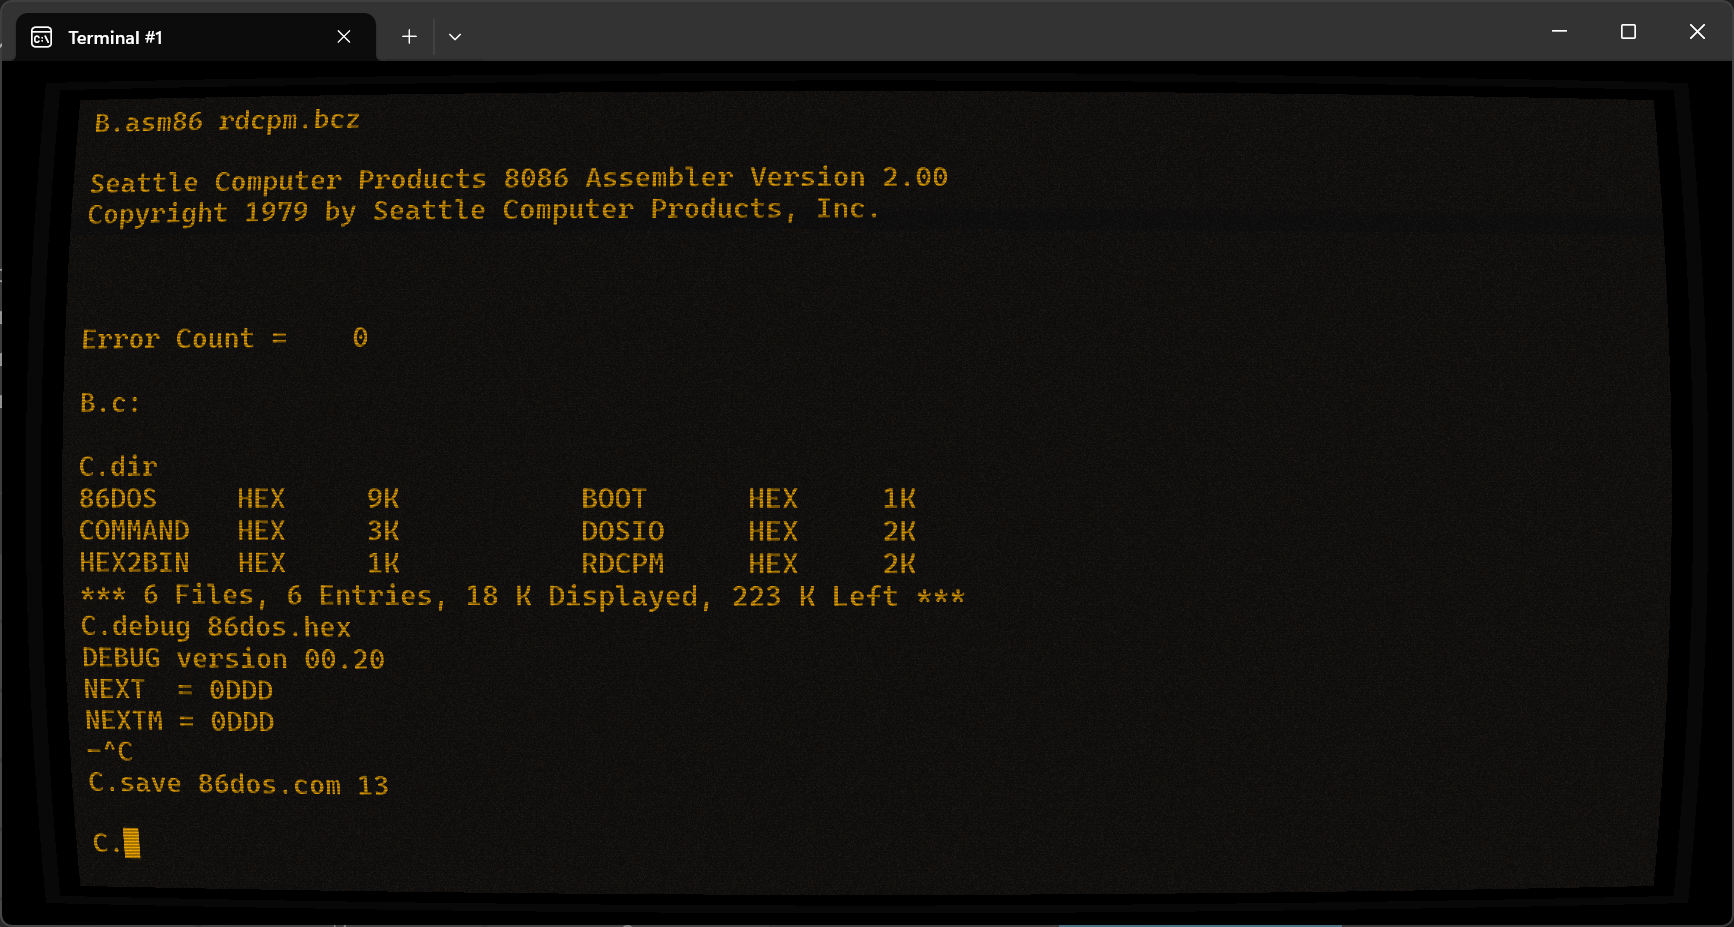 Terminal #1
B.asm86 rdcpm.bcz
Seattle Computer Products 8086 Assembler Version 2.00
Copyright 1979 by Seattle Computer Products, Inc.
Error Count =    0
B.c:
C.dir
86DOS     HEX     9K           BOOT      HEX     1K
COMMAND   HEX     3K           DOSIO     HEX     2K
HEX2BIN   HEX     1K           RDCPM     HEX     2K
*** 6 Files, 6 Entries, 18 K Displayed, 223 K Left ***
C.debug 86dos.hex
DEBUG version 00.20
NEXT  = 0DDD
NEXTM = 0DDD
-^C
C.save 86dos.com 13
C.